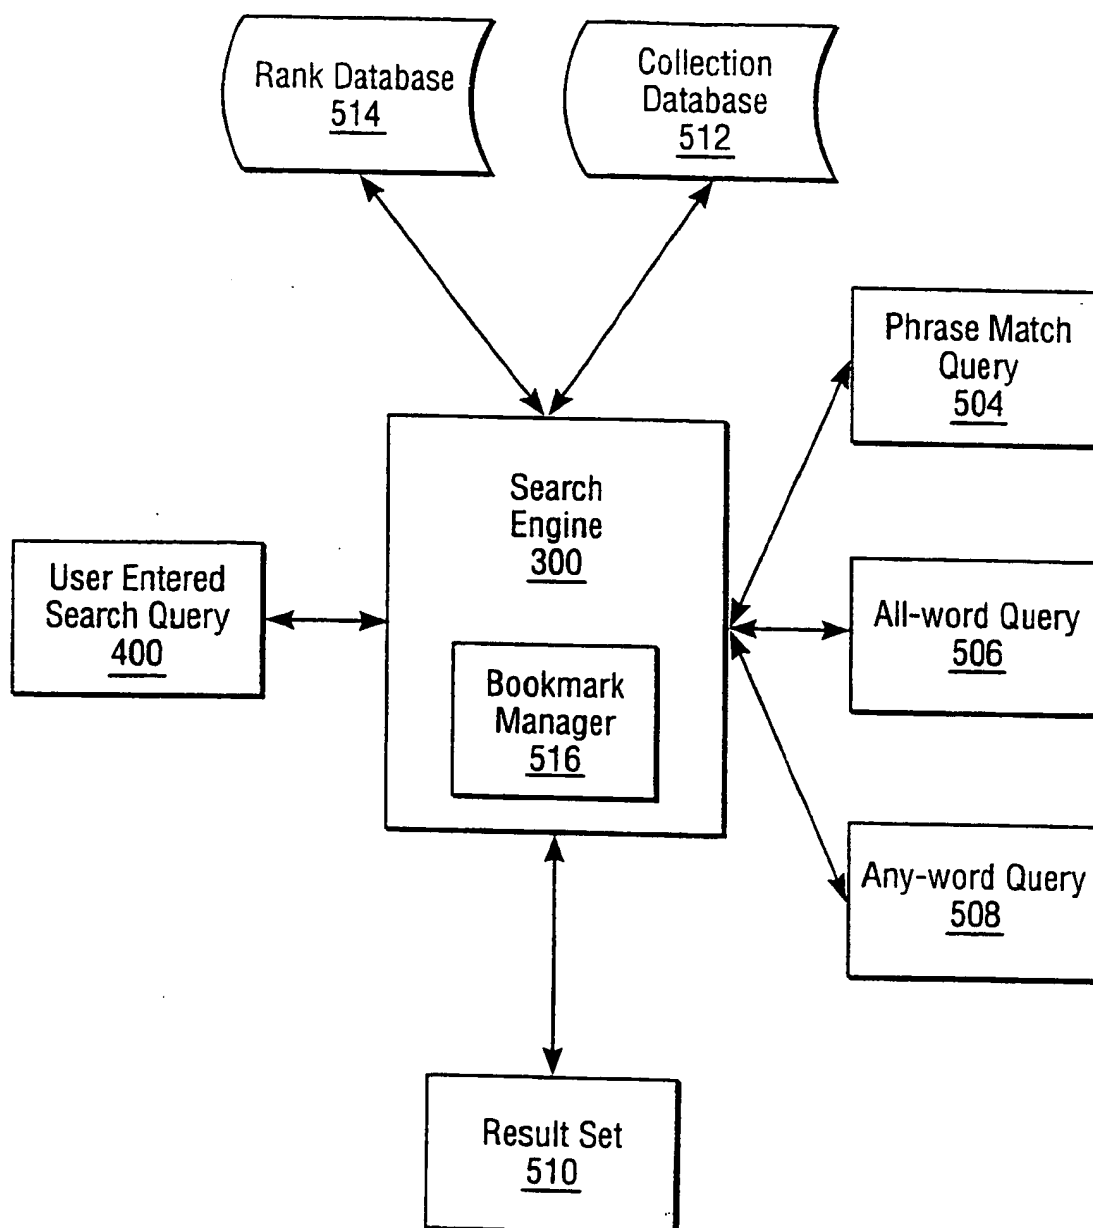 Rank Database
514
Collection
Database
512
Phrase Match
Query
504
Search
Engine
300
User Entered
Search Query
400
Bookmark
Manager
516
All-word Query
506
Any-word Query
508
Result Set
510